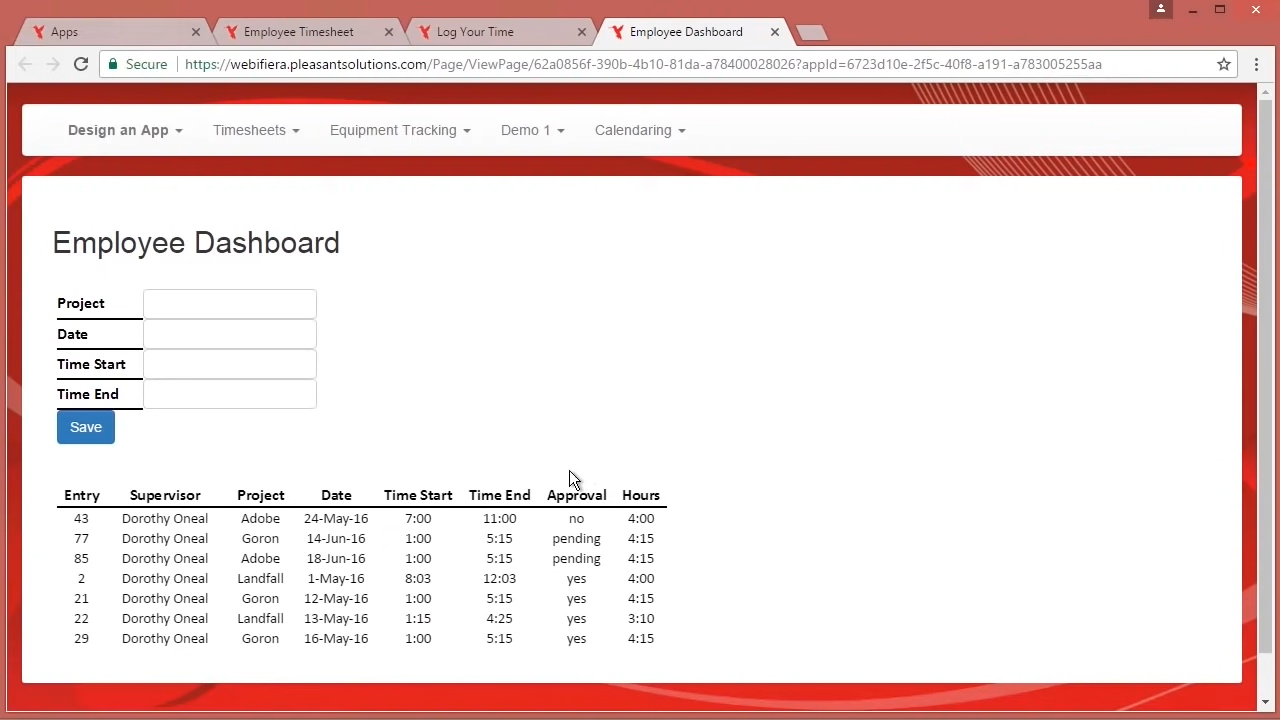 Apps Employee Timesheet Log Your Time Employee Dashboard
Secure https://webifiera.pleasantsolutions.com/Page/ViewPage/62a0856f-390b-4b10-81da-a78400028026?appId=6723d10e-2f5c-40f8-a191-a783005255aa
Design an App Timesheets Equipment Tracking Demo 1 Calendaring
Employee Dashboard
Project
Date
Time Start
Time End
Save
Entry Supervisor Project Date Time Start Time End Approval Hours
43 Dorothy Oneal Adobe 24-May-16 7:00 11:00 no 4:00
77 Dorothy Oneal Goron 14-Jun-16 1:00 5:15 pending 4:15
85 Dorothy Oneal Adobe 18-Jun-16 1:00 5:15 pending 4:15
2 Dorothy Oneal Landfall 1-May-16 8:03 12:03 yes 4:00
21 Dorothy Oneal Goron 12-May-16 1:00 5:15 yes 4:15
22 Dorothy Oneal Landfall 13-May-16 1:15 4:25 yes 3:10
29 Dorothy Oneal Goron 16-May-16 1:00 5:15 yes 4:15